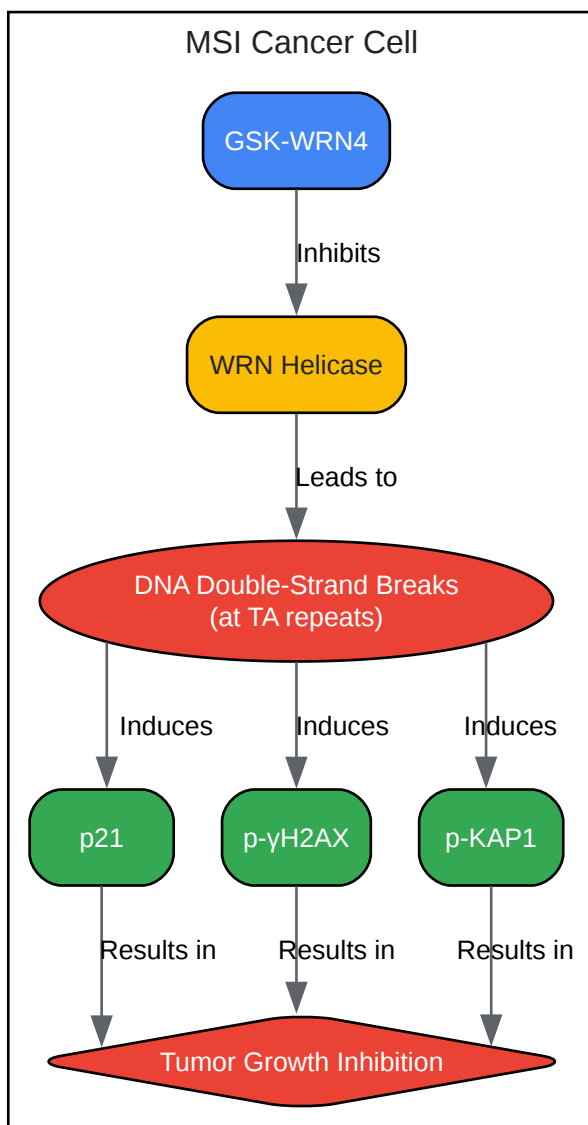 MSI Cancer Cell
GSK-WRN4
Inhibits
WRN Helicase
Leads to
DNA Double-Strand Breaks
(at TA repeats)
Induces
Induces
Induces
p21
p-γH2AX
p-KAP1
Results in
Results in
Results in
Tumor Growth Inhibition